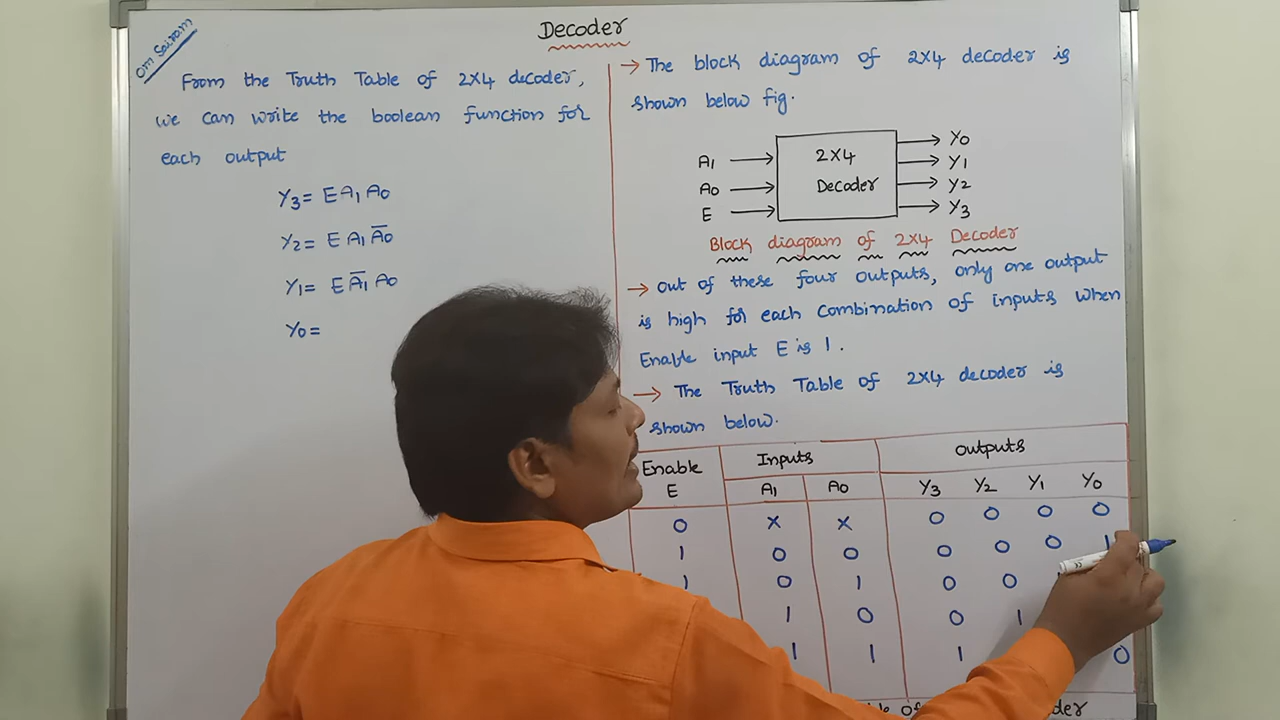 Om Sairam
Decoder
From the Truth Table of 2x4 decoder,
we can write the boolean function for
each output
Y3= EA1A0
Y2= EA1A̅0
Y1= EA̅1A0
Y0=
→ The block diagram of 2x4 decoder is
shown below fig.
A1
A0
E
2x4
Decoder
Y0
Y1
Y2
Y3
Block diagram of 2x4 Decoder
→ out of these four outputs, only one output
is high for each combination of inputs when
Enable input E is 1.
→ The Truth Table of 2x4 decoder is
shown below.
Enable Inputs Outputs
E A1 A0 Y3 Y2 Y1 Y0
0 X X 0 0 0 0
1 0 0 0 0 0 1
1 0 1 0 0
1 0 0 1
1 1 1 0
of